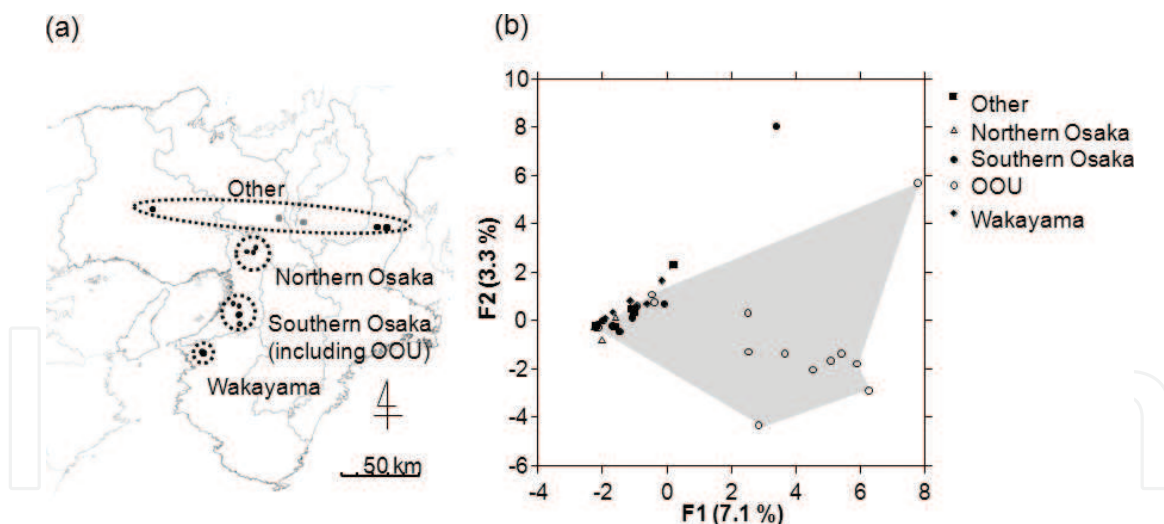 (a)
Other
Northern Osaka
Southern Osaka
(including OOU)
Wakayama
50 km
(b)
10
8
6
4
2
0
-2
-4
-6
F2 (3.3 %)
-4 -2 0 2 4 6 8
F1 (7.1 %)
Other
Northern Osaka
Southern Osaka
OOU
Wakayama